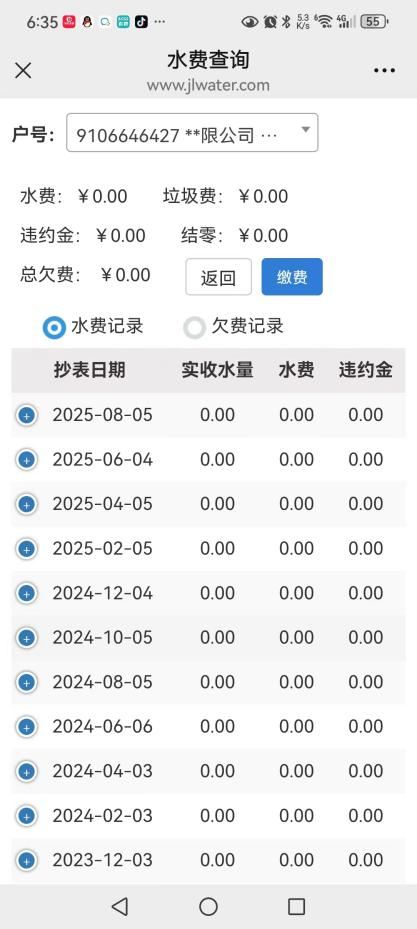 6:35 ··· 5.3 K/s 6 4G 55
水费查询
www.jlwater.com
户号: 9106646427 **限公司 ···
水费: ￥0.00 垃圾费: ￥0.00
违约金: ￥0.00 结零: ￥0.00
总欠费: ￥0.00 返回 缴费
水费记录 欠费记录
抄表日期 实收水量 水费 违约金
2025-08-05 0.00 0.00 0.00
2025-06-04 0.00 0.00 0.00
2025-04-05 0.00 0.00 0.00
2025-02-05 0.00 0.00 0.00
2024-12-04 0.00 0.00 0.00
2024-10-05 0.00 0.00 0.00
2024-08-05 0.00 0.00 0.00
2024-06-06 0.00 0.00 0.00
2024-04-03 0.00 0.00 0.00
2024-02-03 0.00 0.00 0.00
2023-12-03 0.00 0.00 0.00